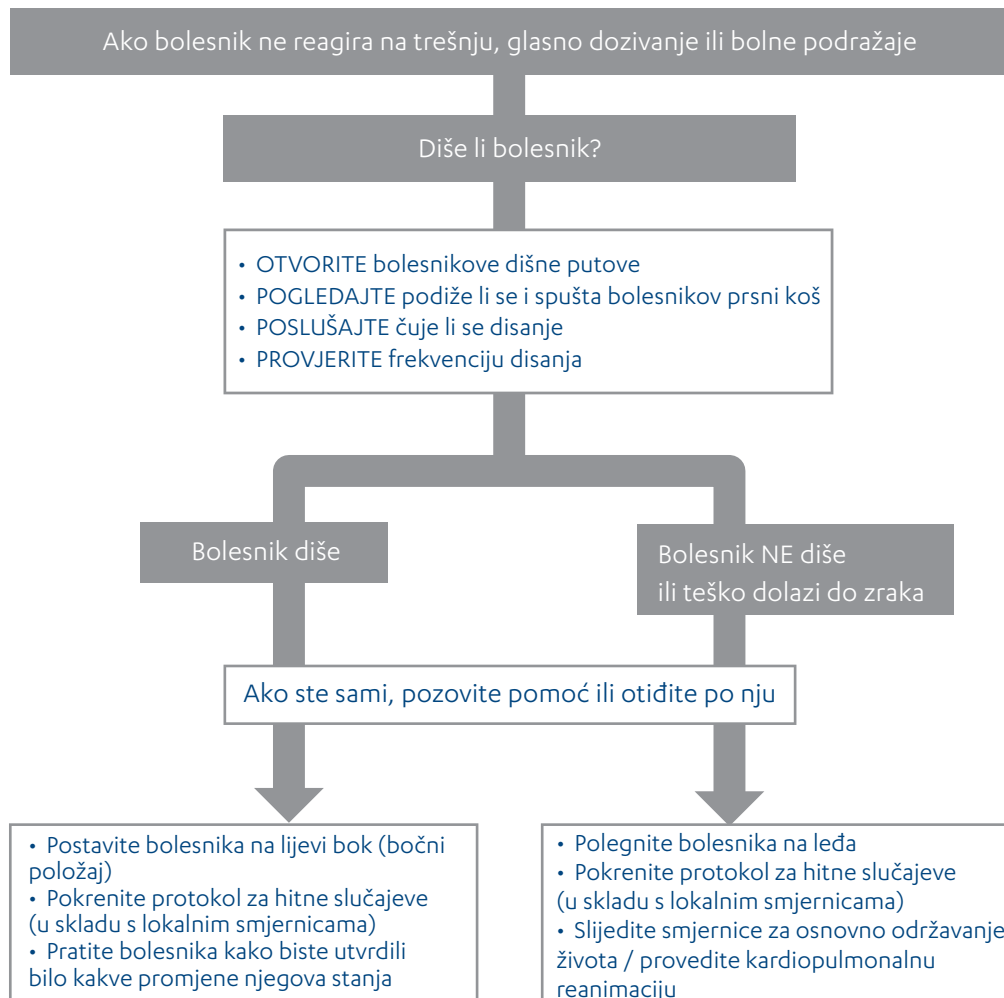 Ako bolesnik ne reagira na trešnju, glasno dozivanje ili bolne podražaje
Diše li bolesnik?
• OTVORITE bolesnikove dišne putove
• POGLEDAJTE podiže li se i spušta bolesnikov prsni koš
• POSLUŠAJTE čuje li se disanje
• PROVJERITE frekvenciju disanja
Bolesnik diše
Bolesnik NE diše
ili teško dolazi do zraka
Ako ste sami, pozovite pomoć ili otiđite po nju
• Postavite bolesnika na lijevi bok (bočni
položaj)
• Pokrenite protokol za hitne slučajeve
(u skladu s lokalnim smjernicama)
• Pratite bolesnika kako biste utvrdili
bilo kakve promjene njegova stanja
• Polegnite bolesnika na leđa
• Pokrenite protokol za hitne slučajeve
(u skladu s lokalnim smjernicama)
• Slijedite smjernice za osnovno održavanje
života / provedite kardiopulmonalnu
reanimaciju